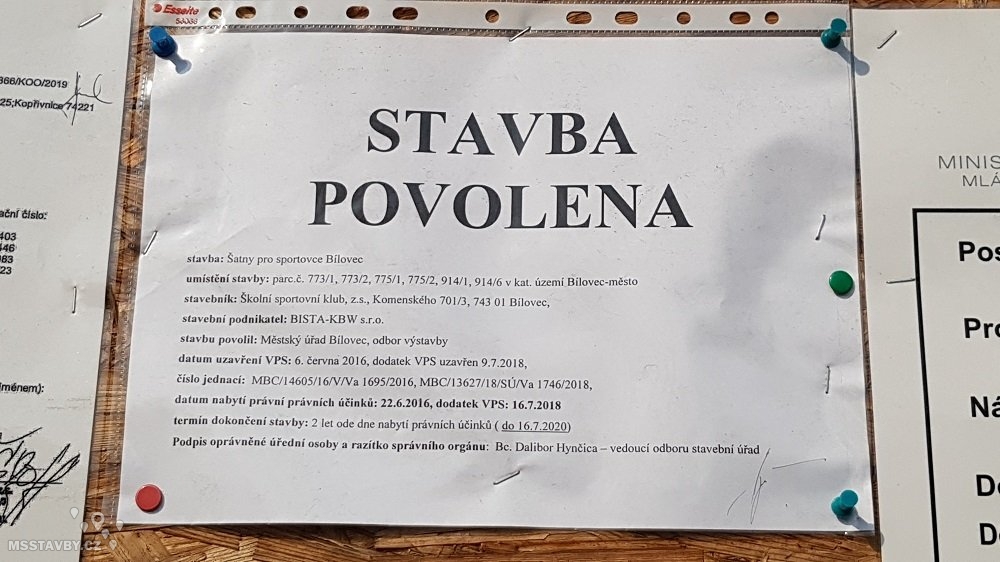 Esselte
56066
366/KOO/2019
25;Kopřivnice 74221
ační číslo:
403
446
063
/23
jménem):
STAVBA
POVOLENA
stavba: Šatny pro sportovce Bílovec
umístění stavby: parc.č. 773/1, 773/2, 775/1, 775/2, 914/1, 914/6 v kat. území Bílovec-město
stavebník: Školní sportovní klub, z.s., Komenského 701/3, 743 01 Bílovec,
stavební podnikatel: BISTA-KBW s.r.o.
stavbu povolil: Městský úřad Bílovec, odbor výstavby
datum uzavření VPS: 6. června 2016, dodatek VPS uzavřen 9.7.2018,
číslo jednací: MBC/14605/16/V/Va 1695/2016, MBC/13627/18/SÚ/Va 1746/2018,
datum nabytí právní právních účinků: 22.6.2016, dodatek VPS: 16.7.2018
termín dokončení stavby: 2 let ode dne nabytí právních účinků ( do 16.7.2020)
Podpis oprávněné úřední osoby a razítko správního orgánu: Bc. Dalibor Hynčica – vedoucí odboru stavební úřad
MINIS
MLÁ
Pos
Pro
Ná
Do
Do
MSSTAVBY.CZ